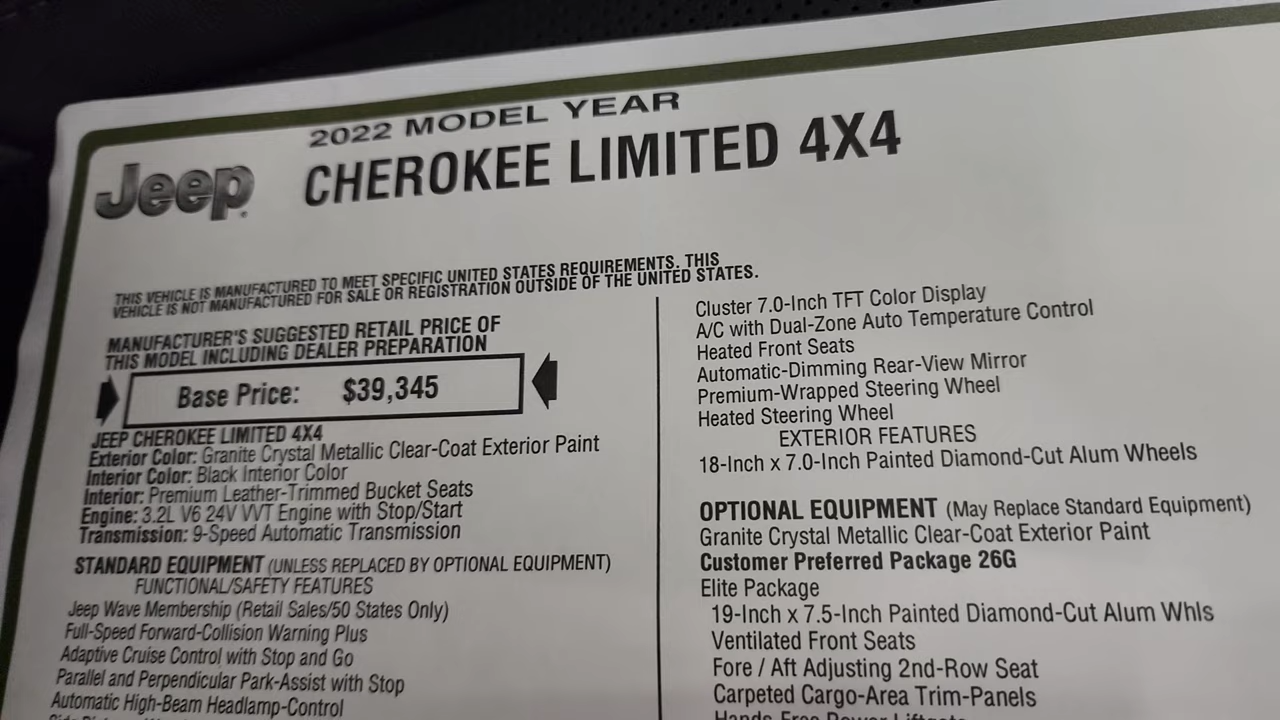 2022 MODEL YEAR
Jeep
CHEROKEE LIMITED 4X4
THIS VEHICLE IS MANUFACTURED TO MEET SPECIFIC UNITED STATES REQUIREMENTS. THIS
VEHICLE IS NOT MANUFACTURED FOR SALE OR REGISTRATION OUTSIDE OF THE UNITED STATES.
MANUFACTURER'S SUGGESTED RETAIL PRICE OF
THIS MODEL INCLUDING DEALER PREPARATION
Base Price: $39,345
JEEP CHEROKEE LIMITED 4X4
Exterior Color: Granite Crystal Metallic Clear-Coat Exterior Paint
Interior Color: Black Interior Color
Interior: Premium Leather-Trimmed Bucket Seats
Engine: 3.2L V6 24V VVT Engine with Stop/Start
Transmission: 9-Speed Automatic Transmission
STANDARD EQUIPMENT (UNLESS REPLACED BY OPTIONAL EQUIPMENT)
FUNCTIONAL/SAFETY FEATURES
Jeep Wave Membership (Retail Sales/50 States Only)
Full-Speed Forward-Collision Warning Plus
Adaptive Cruise Control with Stop and Go
Parallel and Perpendicular Park-Assist with Stop
Automatic High-Beam Headlamp-Control
Cluster 7.0-Inch TFT Color Display
A/C with Dual-Zone Auto Temperature Control
Heated Front Seats
Automatic-Dimming Rear-View Mirror
Premium-Wrapped Steering Wheel
Heated Steering Wheel
EXTERIOR FEATURES
18-Inch x 7.0-Inch Painted Diamond-Cut Alum Wheels
OPTIONAL EQUIPMENT (May Replace Standard Equipment)
Granite Crystal Metallic Clear-Coat Exterior Paint
Customer Preferred Package 26G
Elite Package
19-Inch x 7.5-Inch Painted Diamond-Cut Alum Whls
Ventilated Front Seats
Fore / Aft Adjusting 2nd-Row Seat
Carpeted Cargo-Area Trim-Panels
Hands-Free Power Liftgate